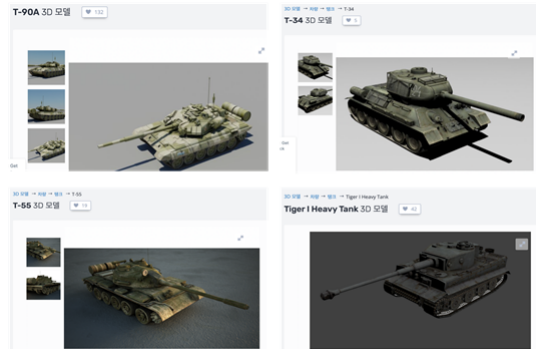 T-90A 3D 모델 132
Get
3D 모델 → 차량 → 탱크 → T-34
T-34 3D 모델
Get
3D 모델 → 차량 → 탱크 → T-55
T-55 3D 모델
3D 모델 → 차량 → 탱크 → Tiger I Heavy Tank
Tiger I Heavy Tank 3D 모델 42